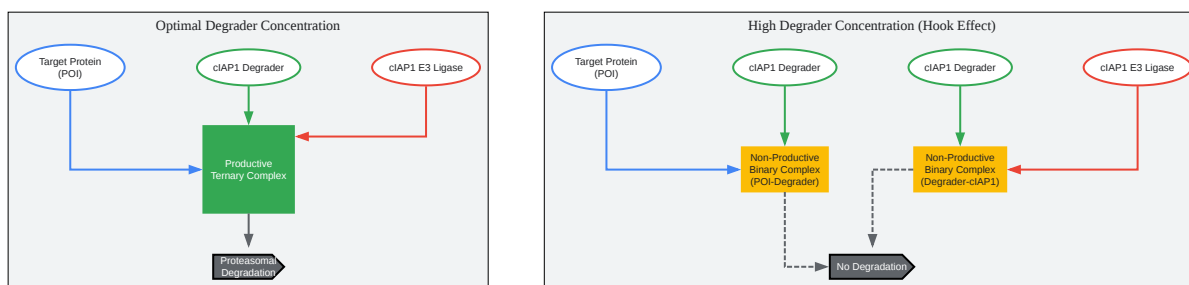 Optimal Degrader Concentration
Target Protein
(POI)
cIAP1 Degrader
cIAP1 E3 Ligase
Productive
Ternary Complex
Proteasomal
Degradation
High Degrader Concentration (Hook Effect)
Target Protein
(POI)
cIAP1 Degrader
cIAP1 Degrader
cIAP1 E3 Ligase
Non-Productive
Binary Complex
(POI-Degrader)
Non-Productive
Binary Complex
(Degrader-cIAP1)
No Degradation